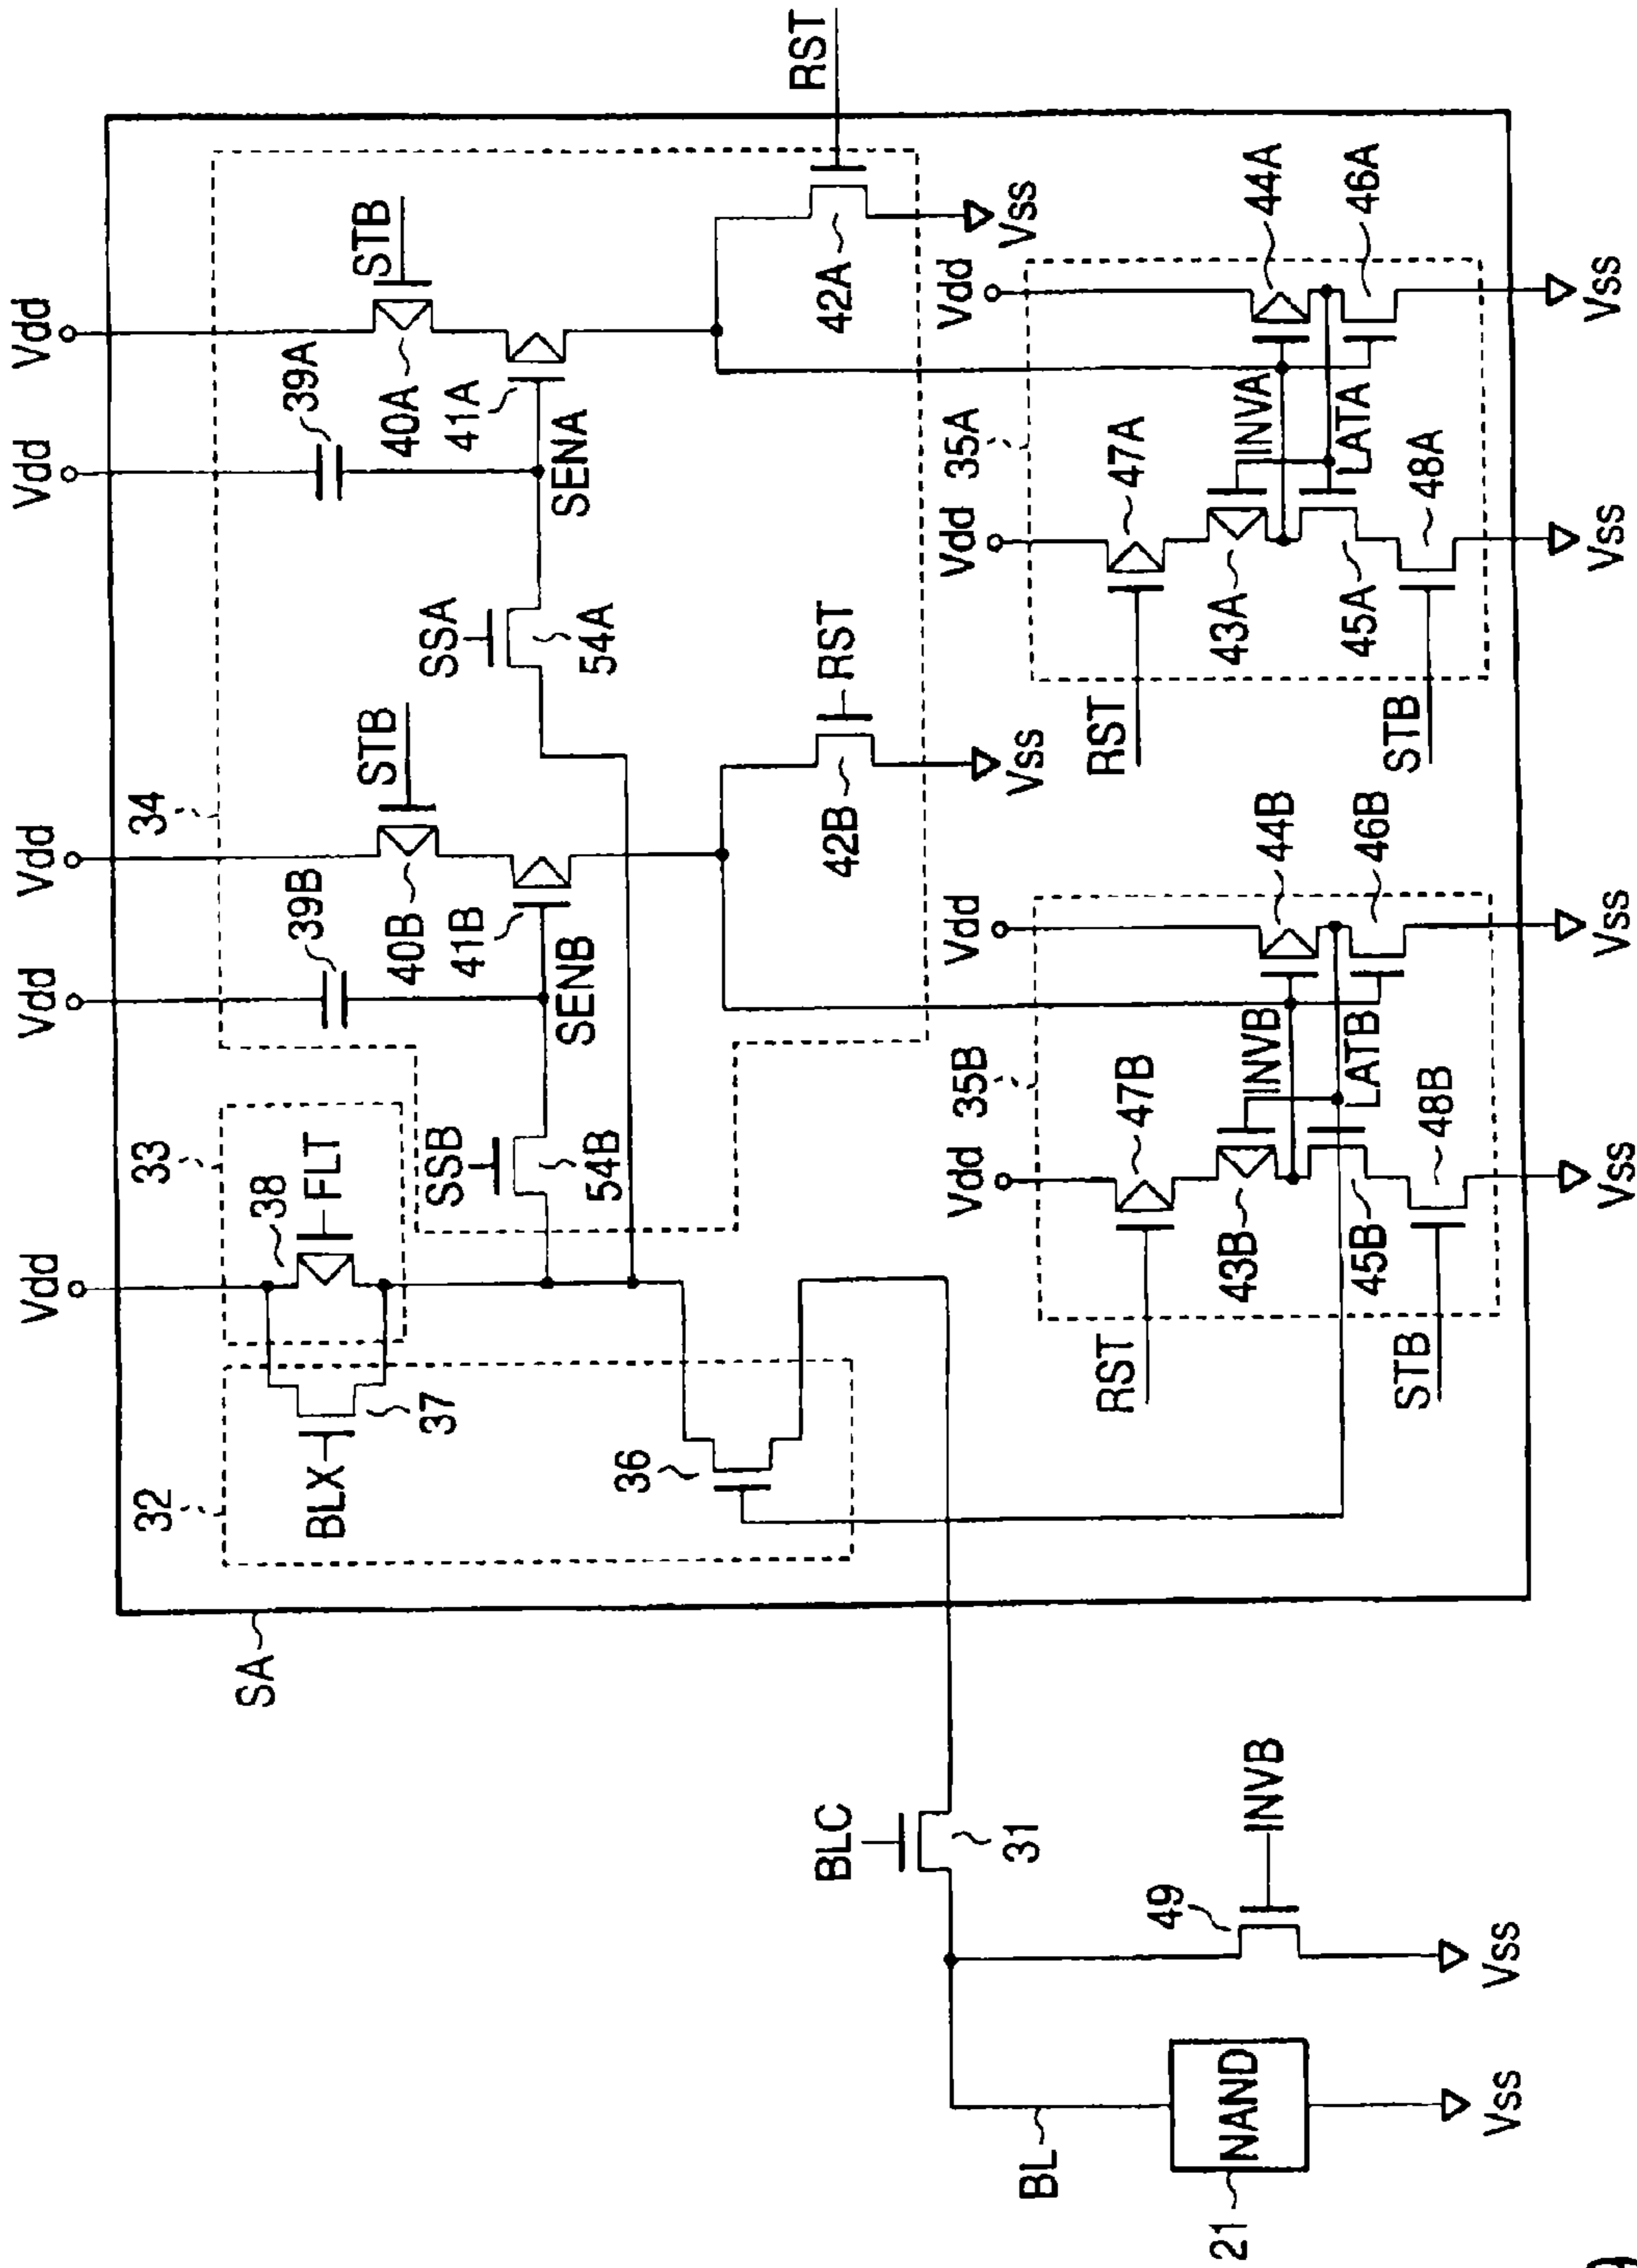 Vdd
Vdd
Vdd
Vdd
Vdd
32
33
34
SA
38
39B
39A
BLX
FLT
STB
STB
37
SSB
40B
SSA
40A
41B
41A
SENB
SENA
54B
54A
36
RST
RST
BLC
42B
42A
Vdd
35B
Vdd
Vdd
35A
Vdd
31
Vss
Vss
BL
RST
47B
RST
47A
49
21
NAND
INVB
43B
INVB
44B
43A
INVA
44A
45B
LATB
46B
45A
LATA
46A
STB
48B
STB
48A
Vss
Vss
Vss
Vss
Vss
Vss